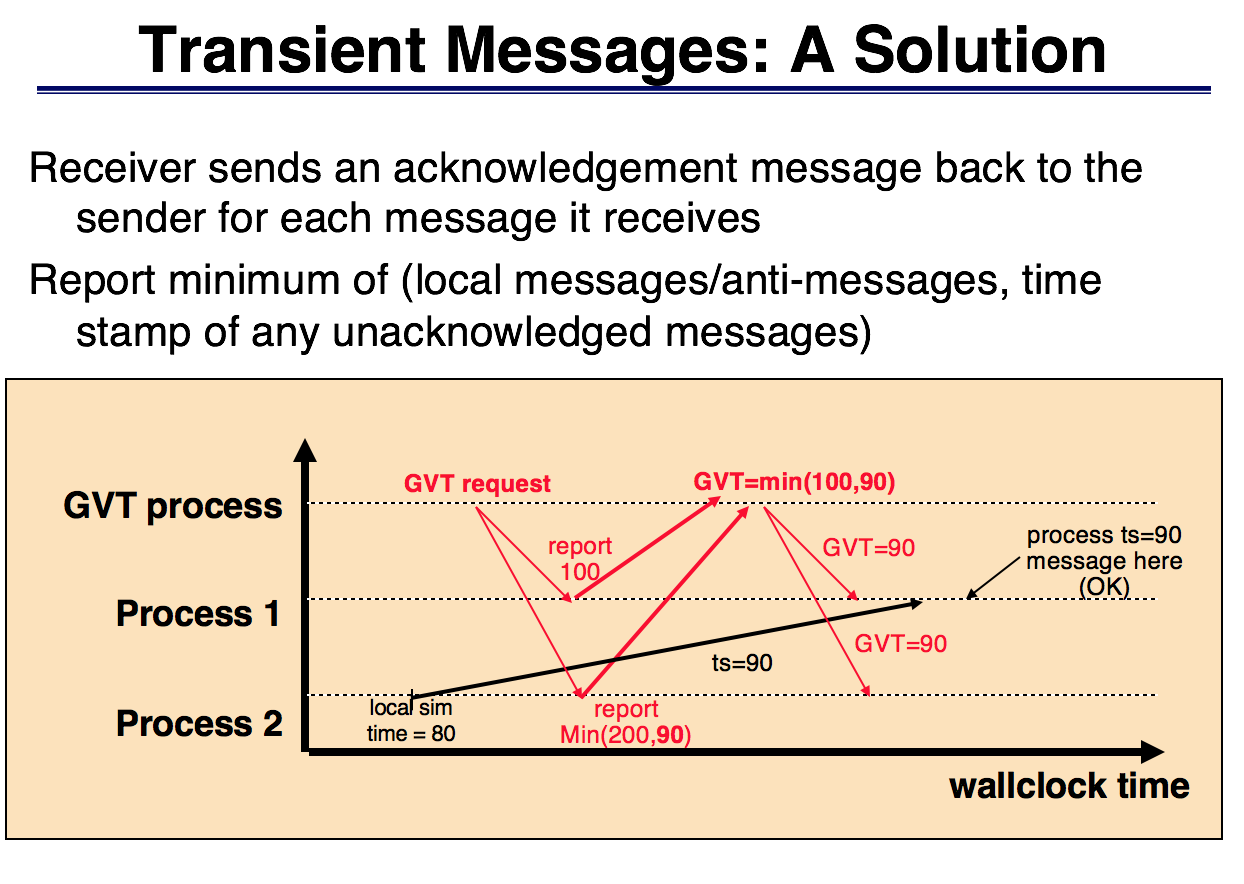 Transient Messages: A Solution
Receiver sends an acknowledgement message back to the
sender for each message it receives
Report minimum of (local messages/anti-messages, time
stamp of any unacknowledged messages)
GVT request
GVT=min(100,90)
GVT process
report
100
GVT=90
process ts=90
message here
(OK)
Process 1
GVT=90
ts=90
local sim
time = 80
report
Min(200,90)
Process 2
wallclock time